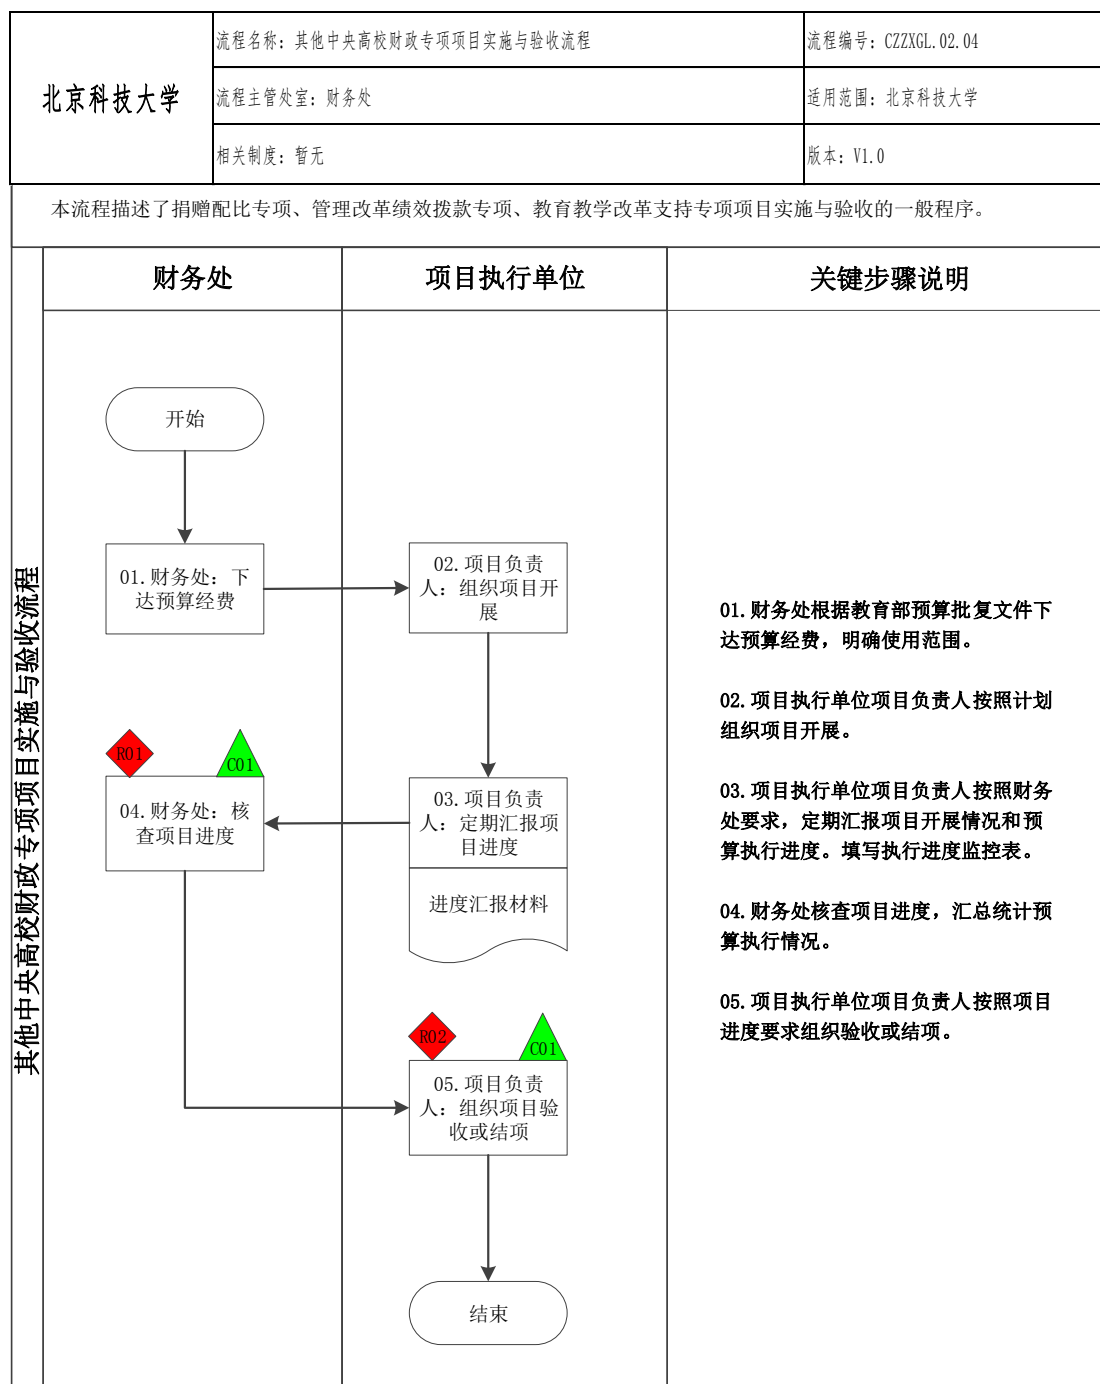 北京科技大学
流程名称：其他中央高校财政专项项目实施与验收流程
流程编号：CZZXGL.02.04
流程主管处室：财务处
适用范围：北京科技大学
相关制度：暂无
版本：V1.0
本流程描述了捐赠配比专项、管理改革绩效拨款专项、教育教学改革支持专项项目实施与验收的一般程序。
其他中央高校财政专项项目实施与验收流程
财务处
项目执行单位
关键步骤说明
开始
01.财务处：下
达预算经费
02.项目负责
人：组织项目开
展
R01
C01
04.财务处：核
查项目进度
03.项目负责
人：定期汇报项
目进度
进度汇报材料
R02
C01
05.项目负责
人：组织项目验
收或结项
结束
01.财务处根据教育部预算批复文件下
达预算经费，明确使用范围。
02.项目执行单位项目负责人按照计划
组织项目开展。
03.项目执行单位项目负责人按照财务
处要求，定期汇报项目开展情况和预
算执行进度。填写执行进度监控表。
04.财务处核查项目进度，汇总统计预
算执行情况。
05.项目执行单位项目负责人按照项目
进度要求组织验收或结项。